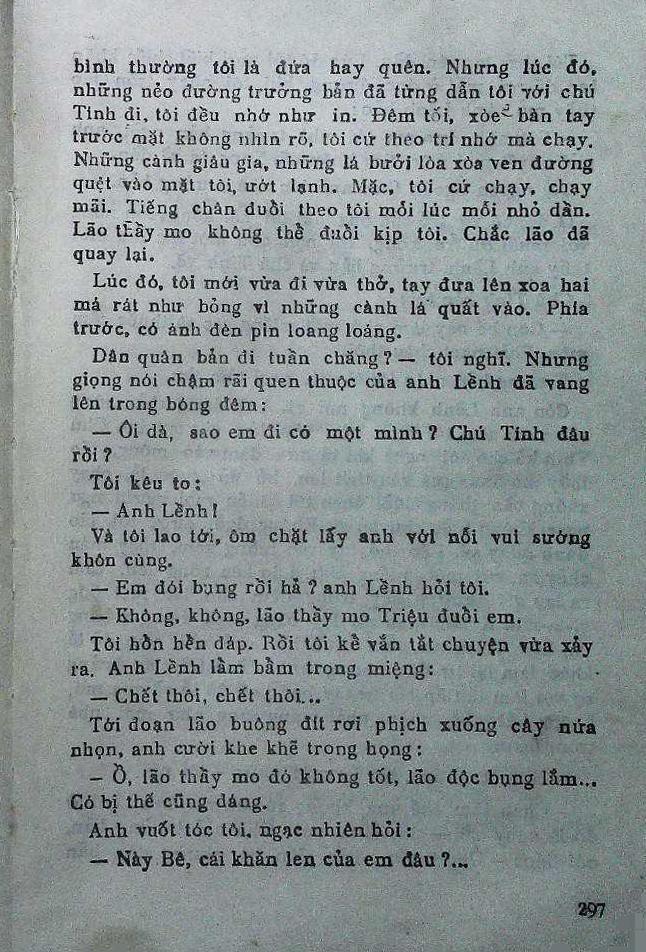 bình thường tôi là đứa hay quên. Nhưng lúc đó,
những nẻo đường trưởng bản đã từng dẫn tôi với chú
Tinh đi, tôi đều nhớ như in. Đêm tối, xòe bàn tay
trước mặt không nhìn rõ, tôi cứ theo trí nhớ mà chạy.
Những cành giâu gia, những lá bưởi lòa xòa ven đường
quệt vào mặt tôi, ướt lạnh. Mặc, tôi cứ chạy, chạy
mãi. Tiếng chân đuổi theo tôi mỗi lúc mỗi nhỏ dần.
Lão thầy mo không thể đuổi kịp tôi. Chắc lão đã
quay lại.
Lúc đó, tôi mới vừa đi vừa thở, tay đưa lên xoa hai
má rát như bỏng vì những cành lá quất vào. Phía
trước, có ánh đèn pin loang loáng.
Dân quân bản đi tuần chăng? — tôi nghĩ. Nhưng
giọng nói chậm rãi quen thuộc của anh Lềnh đã vang
lên trong bóng đêm:
— Ôi dà, sao em đi có một mình? Chú Tinh đâu
rồi?
Tôi kêu to:
— Anh Lềnh!
Và tôi lao tới, ôm chặt lấy anh với nỗi vui sướng
khôn cùng.
— Em đói bụng rồi hả? anh Lềnh hỏi tôi.
— Không, không, lão thầy mo Triệu đuổi em.
Tôi hổn hển đáp. Rồi tôi kể vắn tắt chuyện vừa xảy
ra. Anh Lềnh lầm bầm trong miệng:
— Chết thôi, chết thôi...
Tới đoạn lão buông đít rơi phịch xuống cây nứa
nhọn, anh cười khe khẽ trong họng:
— Ồ, lão thầy mo đó không tốt, lão độc bụng lắm...
Có bị thế cũng đáng.
Anh vuốt tóc tôi, ngạc nhiên hỏi:
— Này Bê, cái khăn len của em đâu?...
297